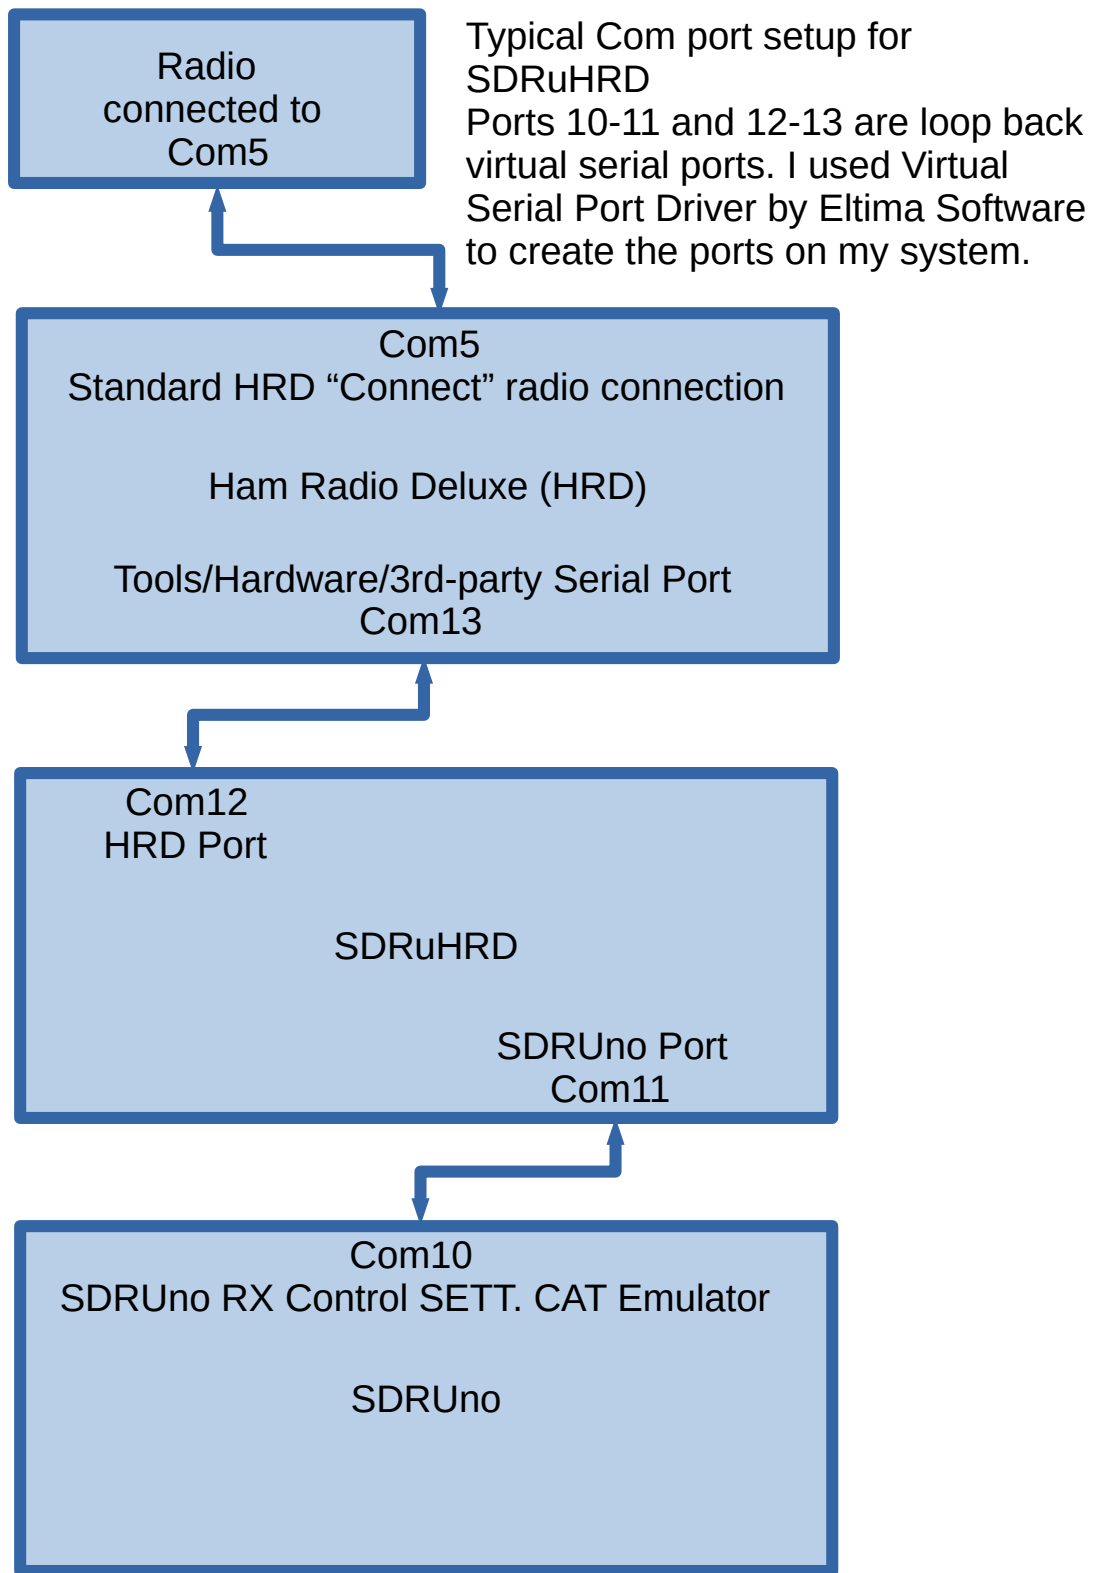 Radio
connected to
Com5
Typical Com port setup for
SDRuHRD
Ports 10-11 and 12-13 are loop back
virtual serial ports. I used Virtual
Serial Port Driver by Eltima Software
to create the ports on my system.
Com5
Standard HRD “Connect” radio connection
Ham Radio Deluxe (HRD)
Tools/Hardware/3rd-party Serial Port
Com13
Com12
HRD Port
SDRuHRD
SDRUno Port
Com11
Com10
SDRUno RX Control SETT. CAT Emulator
SDRUno